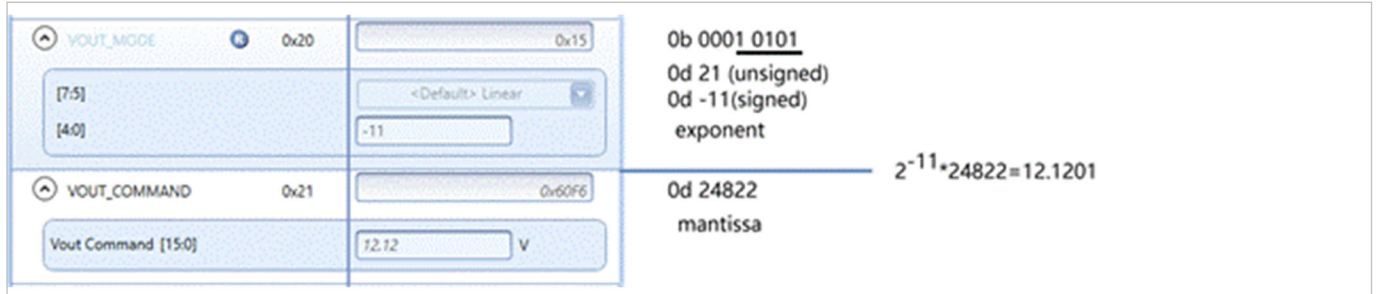 VOUT_MODE R 0x20 0x15
[7:5] <Default> Linear
[4:0] -11
VOUT_COMMAND 0x21 0x60F6
Vout Command [15:0] 12.12 V
0b 0001 0101
0d 21 (unsigned)
0d -11(signed)
exponent
0d 24822
mantissa
2^-11*24822=12.1201